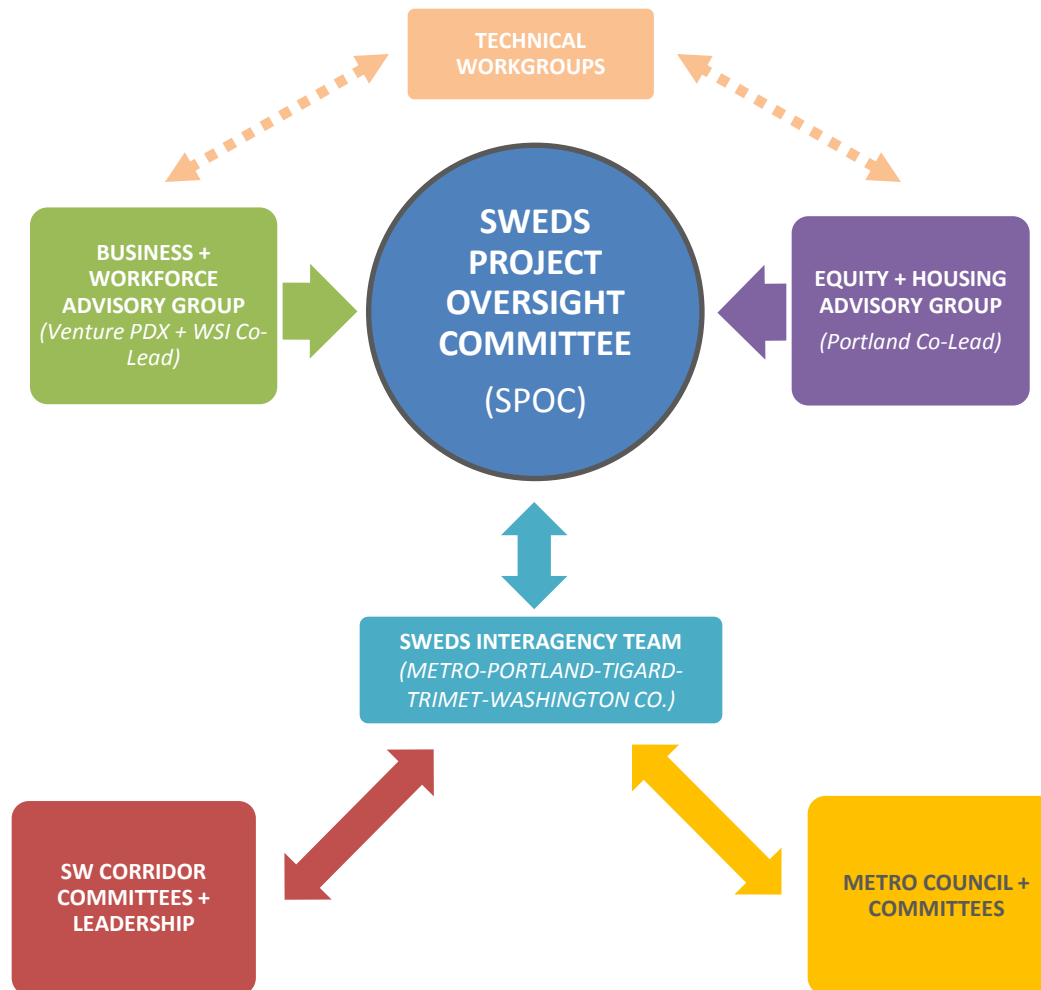 TECHNICAL
WORKGROUPS
SWEDS
PROJECT
OVERSIGHT
COMMITTEE
(SPOC)
BUSINESS +
WORKFORCE
ADVISORY GROUP
(Venture PDX + WSI Co-
Lead)
EQUITY + HOUSING
ADVISORY GROUP
(Portland Co-Lead)
SWEDS INTERAGENCY TEAM
(METRO-PORTLAND-TIGARD-
TRIMET-WASHINGTON CO.)
SW CORRIDOR
COMMITTEES +
LEADERSHIP
METRO COUNCIL +
COMMITTEES